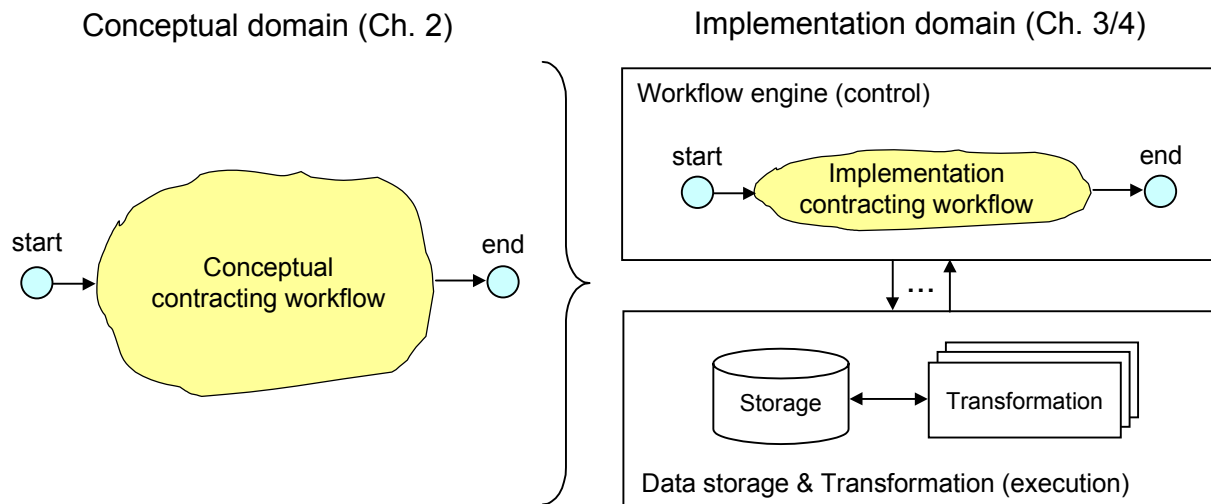 Conceptual domain (Ch. 2)
start
Conceptual
contracting workflow
end
Implementation domain (Ch. 3/4)
Workflow engine (control)
start
Implementation
contracting workflow
end
...
Storage
Transformation
Data storage & Transformation (execution)